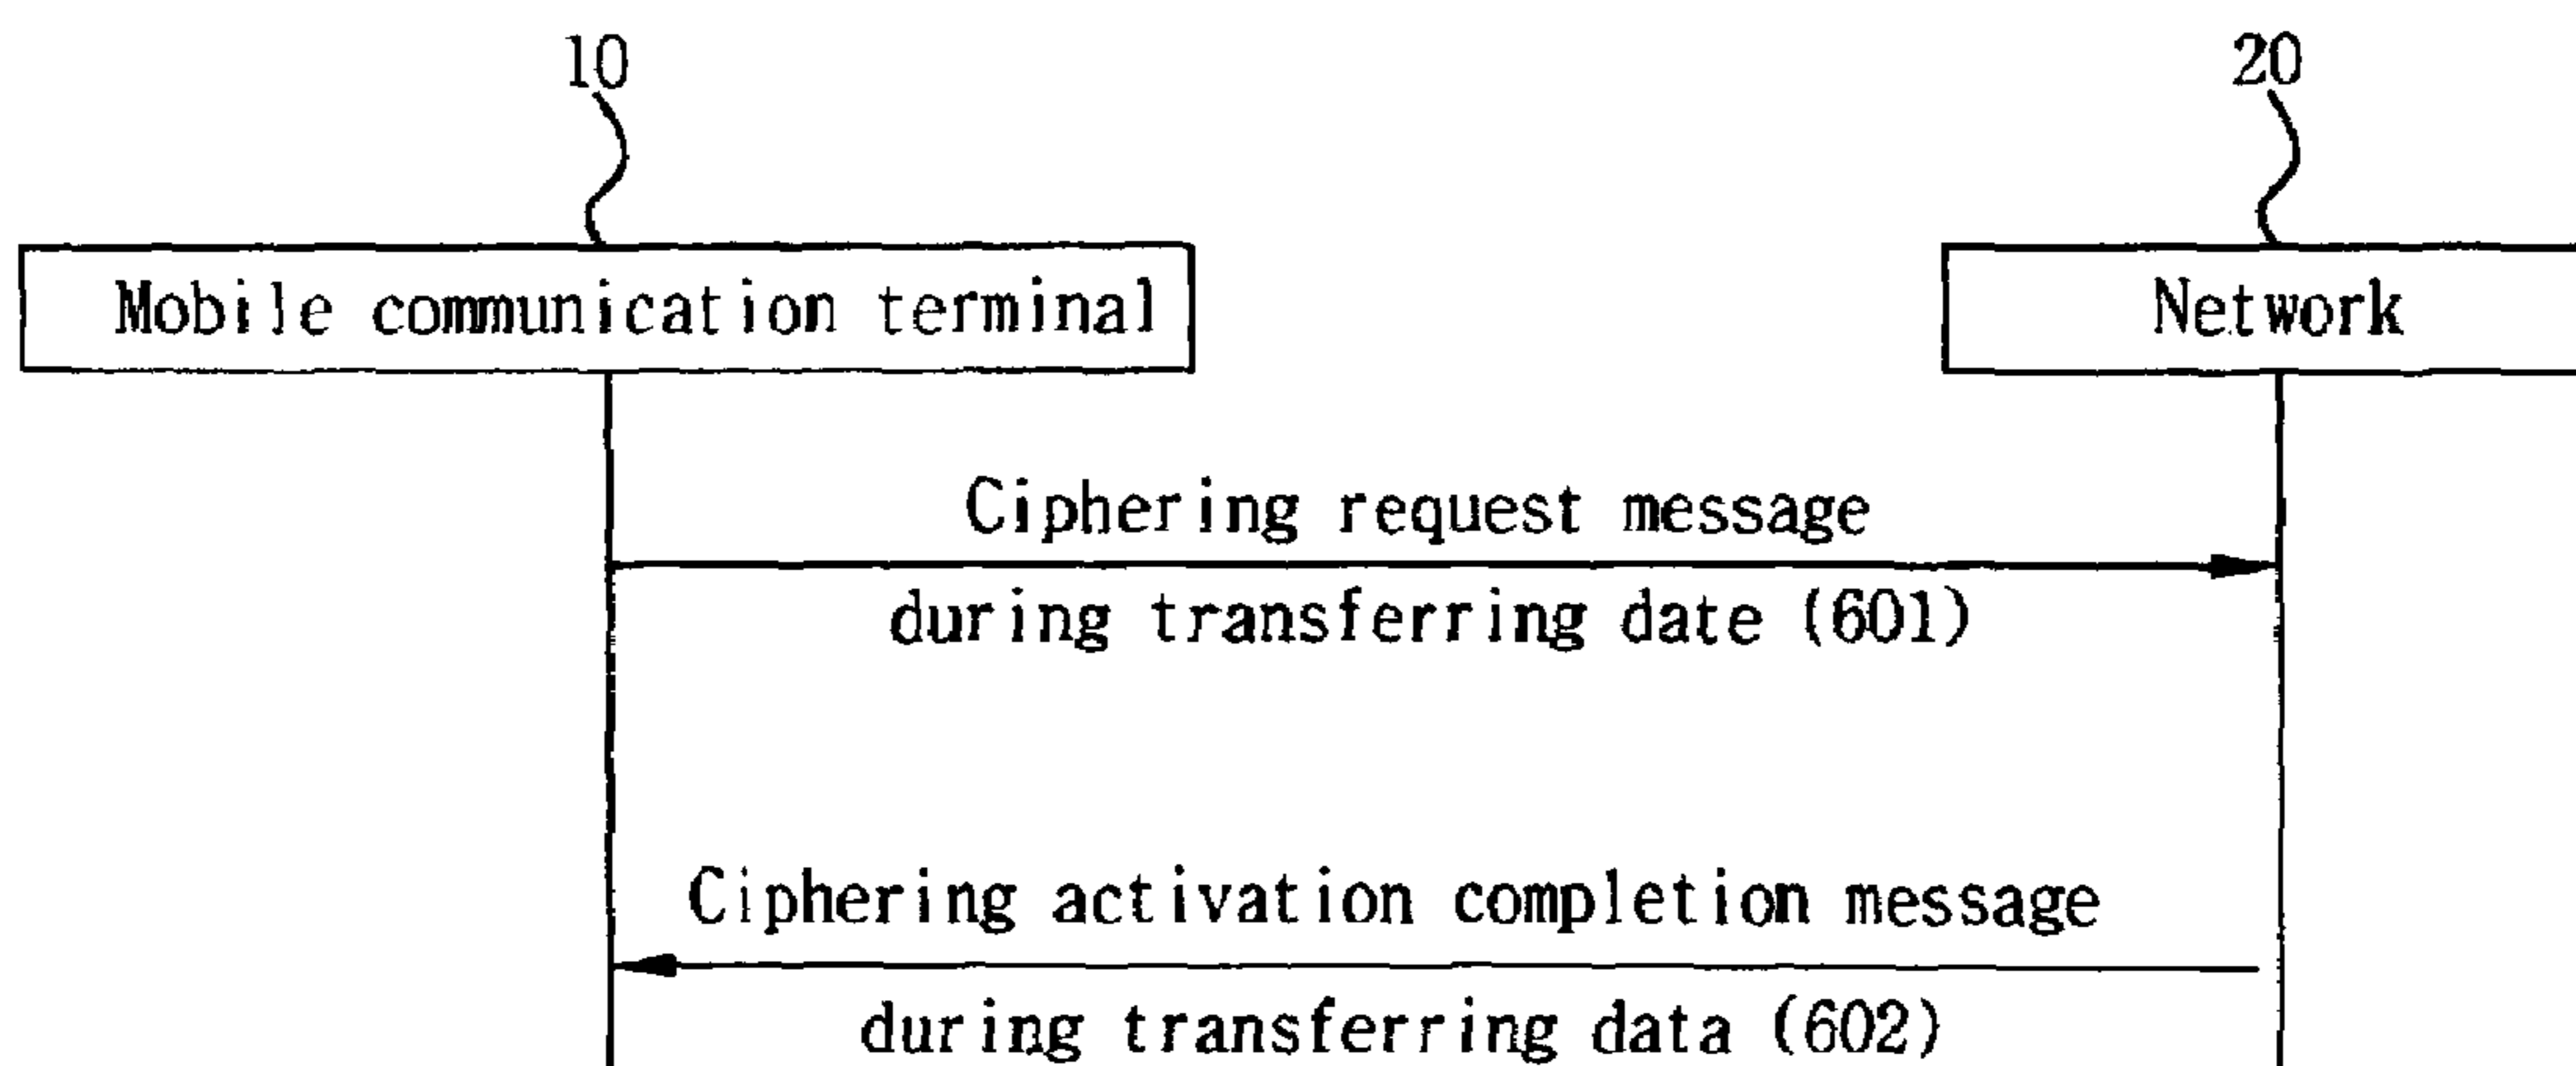 10
20
Mobile communication terminal
Network
Ciphering request message
during transferring date (601)
Ciphering activation completion message
during transferring data (602)